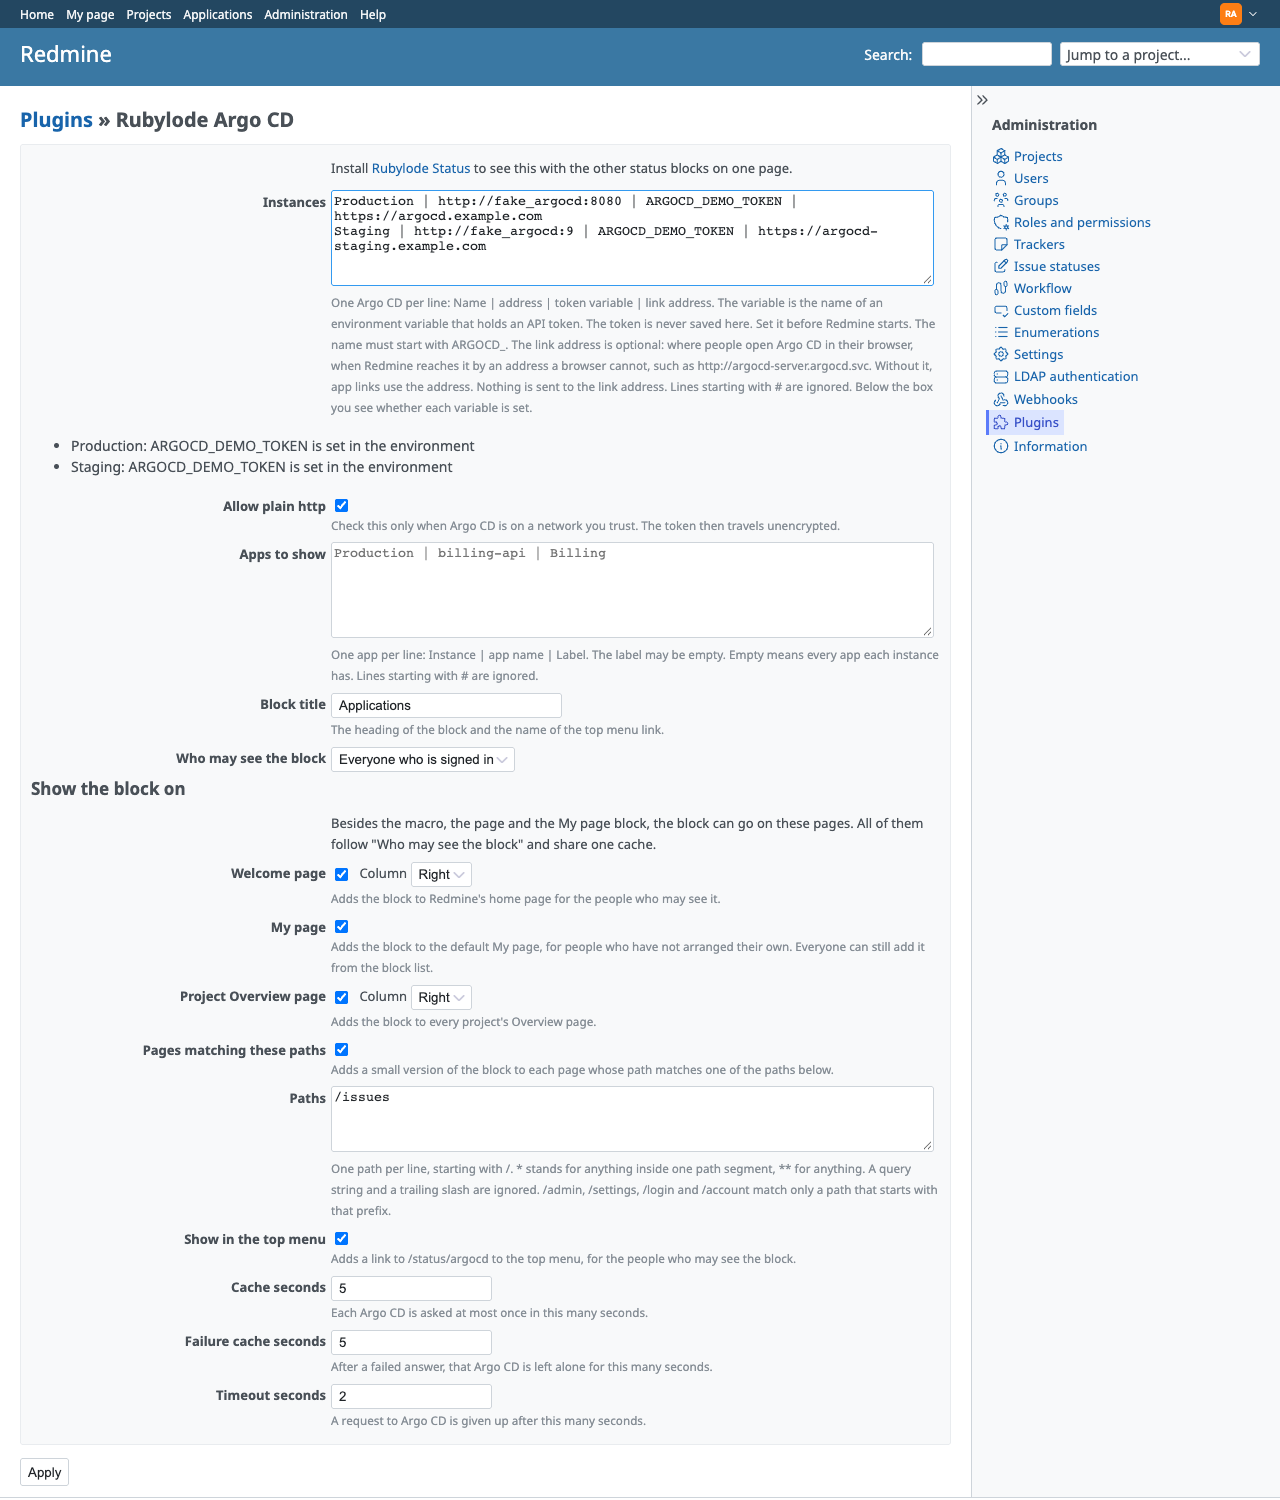 Home My page Projects Applications Administration Help
RA
Redmine
Search:
Jump to a project...
Plugins » Rubylode Argo CD
Install Rubylode Status to see this with the other status blocks on one page.
Instances
Production | http://fake_argocd:8080 | ARGOCD_DEMO_TOKEN |
https://argocd.example.com
Staging | http://fake_argocd:9 | ARGOCD_DEMO_TOKEN | https://argocd-
staging.example.com
One Argo CD per line: Name | address | token variable | link address. The variable is the name of an
environment variable that holds an API token. The token is never saved here. Set it before Redmine starts. The
name must start with ARGOCD_. The link address is optional: where people open Argo CD in their browser,
when Redmine reaches it by an address a browser cannot, such as http://argocd-server.argocd.svc. Without it,
app links use the address. Nothing is sent to the link address. Lines starting with # are ignored. Below the box
you see whether each variable is set.
Production: ARGOCD_DEMO_TOKEN is set in the environment
Staging: ARGOCD_DEMO_TOKEN is set in the environment
Allow plain http
Check this only when Argo CD is on a network you trust. The token then travels unencrypted.
Apps to show
Production | billing-api | Billing
One app per line: Instance | app name | Label. The label may be empty. Empty means every app each instance
has. Lines starting with # are ignored.
Block title
Applications
The heading of the block and the name of the top menu link.
Who may see the block
Everyone who is signed in
Show the block on
Besides the macro, the page and the My page block, the block can go on these pages. All of them
follow "Who may see the block" and share one cache.
Welcome page
Column Right
Adds the block to Redmine's home page for the people who may see it.
My page
Adds the block to the default My page, for people who have not arranged their own. Everyone can still add it
from the block list.
Project Overview page
Column Right
Adds the block to every project's Overview page.
Pages matching these paths
Adds a small version of the block to each page whose path matches one of the paths below.
Paths
/issues
One path per line, starting with /. * stands for anything inside one path segment, ** for anything. A query
string and a trailing slash are ignored. /admin, /settings, /login and /account match only a path that starts with
that prefix.
Show in the top menu
Adds a link to /status/argocd to the top menu, for the people who may see the block.
Cache seconds
5
Each Argo CD is asked at most once in this many seconds.
Failure cache seconds
5
After a failed answer, that Argo CD is left alone for this many seconds.
Timeout seconds
2
A request to Argo CD is given up after this many seconds.
Apply
Administration
Projects
Users
Groups
Roles and permissions
Trackers
Issue statuses
Workflow
Custom fields
Enumerations
Settings
LDAP authentication
Webhooks
Plugins
Information